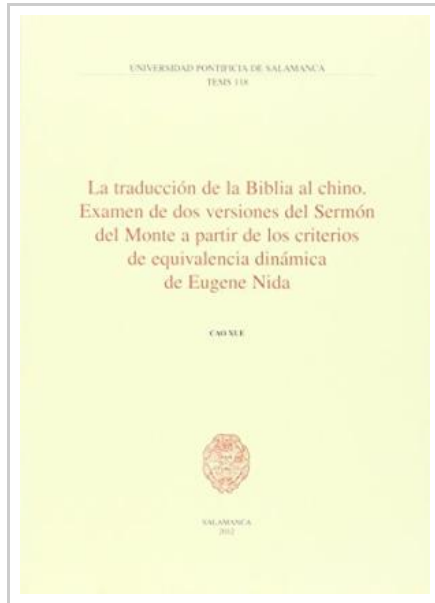 UNIVERSIDAD PONTIFICIA DE SALAMANCA
TESIS 118
La traducción de la Biblia al chino.
Examen de dos versiones del Sermón
del Monte a partir de los criterios
de equivalencia dinámica
de Eugene Nida
CAO XUE
SALAMANCA
2012